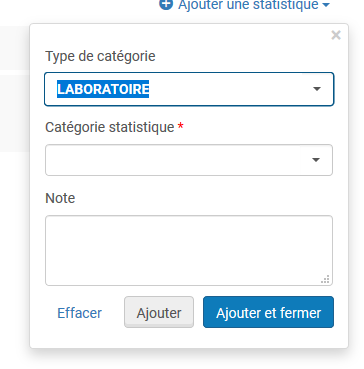 Ajouter une statistique
×
Type de catégorie
LABORATOIRE
Catégorie statistique *
Note
Effacer
Ajouter
Ajouter et fermer